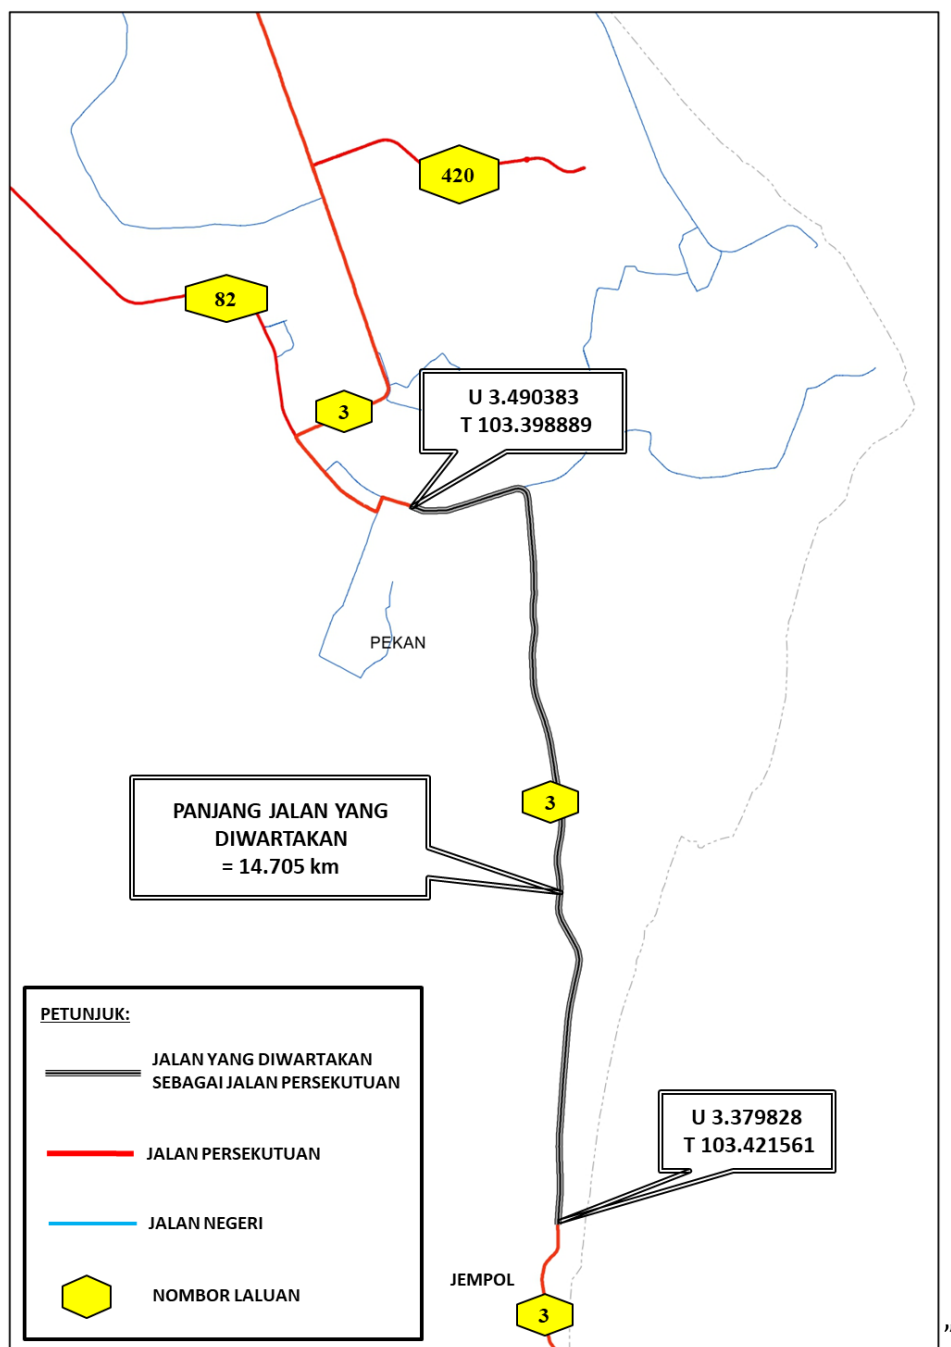 420
82
3
U 3.490383
T 103.398889
PEKAN
3
PANJANG JALAN YANG
DIWARTAKAN
= 14.705 km
PETUNJUK:
JALAN YANG DIWARTAKAN
SEBAGAI JALAN PERSEKUTUAN
JALAN PERSEKUTUAN
JALAN NEGERI
NOMBOR LALUAN
U 3.379828
T 103.421561
JEMPOL
3
”